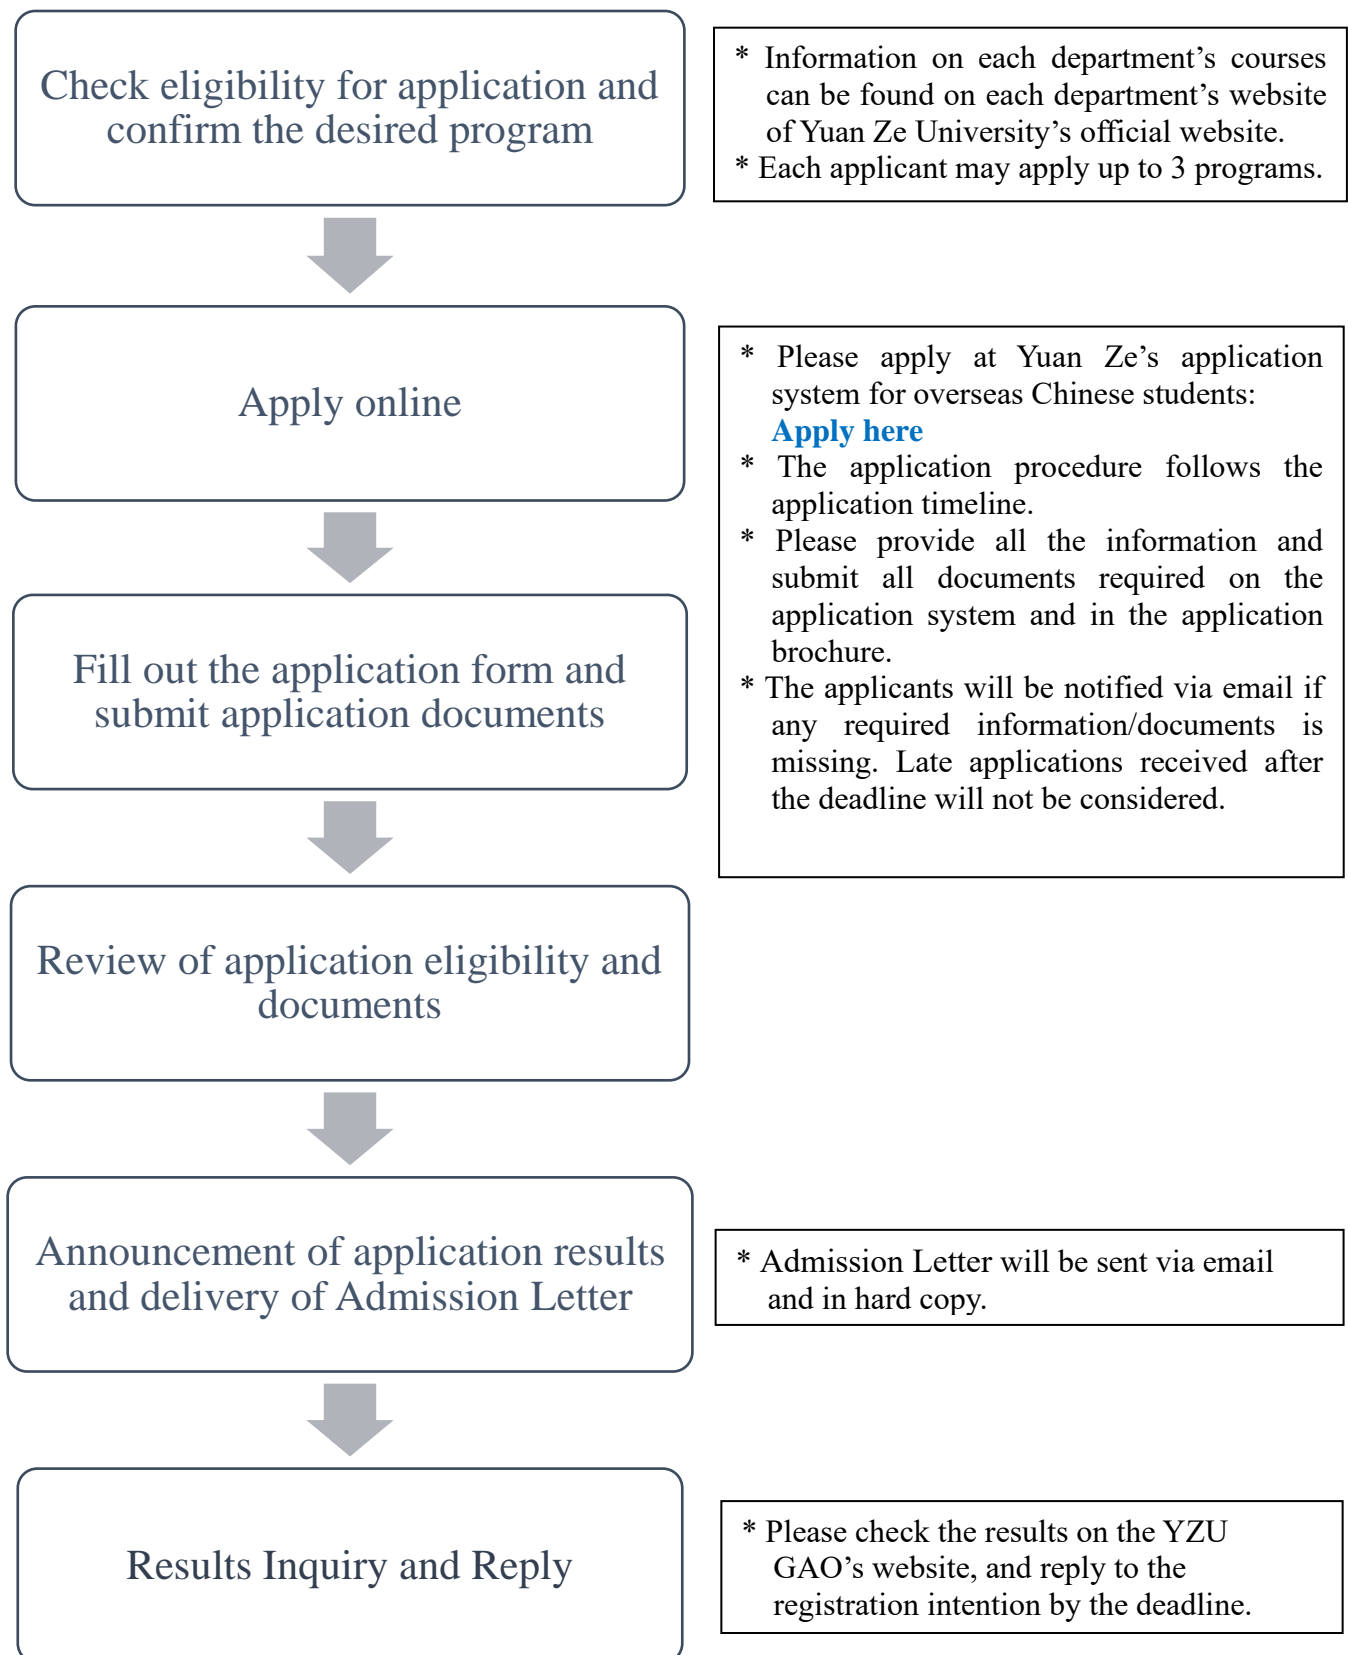 Check eligibility for application and
confirm the desired program
* Information on each department’s courses
can be found on each department’s website
of Yuan Ze University’s official website.
* Each applicant may apply up to 3 programs.
Apply online
* Please apply at Yuan Ze’s application
system for overseas Chinese students:
Apply here
* The application procedure follows the
application timeline.
* Please provide all the information and
submit all documents required on the
application system and in the application
brochure.
* The applicants will be notified via email if
any required information/documents is
missing. Late applications received after
the deadline will not be considered.
Fill out the application form and
submit application documents
Review of application eligibility and
documents
Announcement of application results
and delivery of Admission Letter
* Admission Letter will be sent via email
and in hard copy.
Results Inquiry and Reply
* Please check the results on the YZU
GAO’s website, and reply to the
registration intention by the deadline.